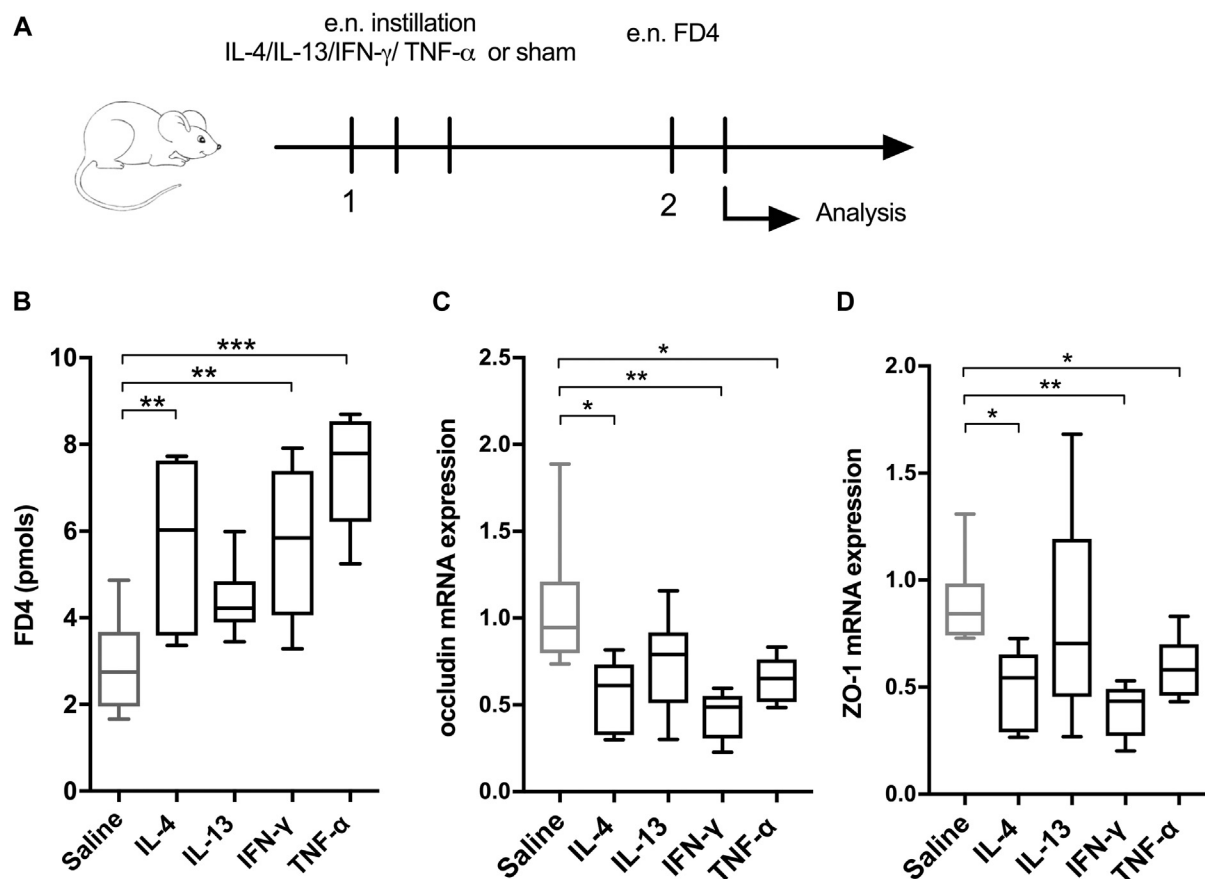 A
e.n. instillation
IL-4/IL-13/IFN-γ/ TNF-α or sham
e.n. FD4
1
2
Analysis
B
10
8
6
4
2
0
FD4 (pmols)
***
**
**
Saline
IL-4
IL-13
IFN-γ
TNF-α
C
2.5
2.0
1.5
1.0
0.5
0.0
occludin mRNA expression
*
**
*
Saline
IL-4
IL-13
IFN-γ
TNF-α
D
2.0
1.5
1.0
0.5
0.0
ZO-1 mRNA expression
*
**
*
Saline
IL-4
IL-13
IFN-γ
TNF-α